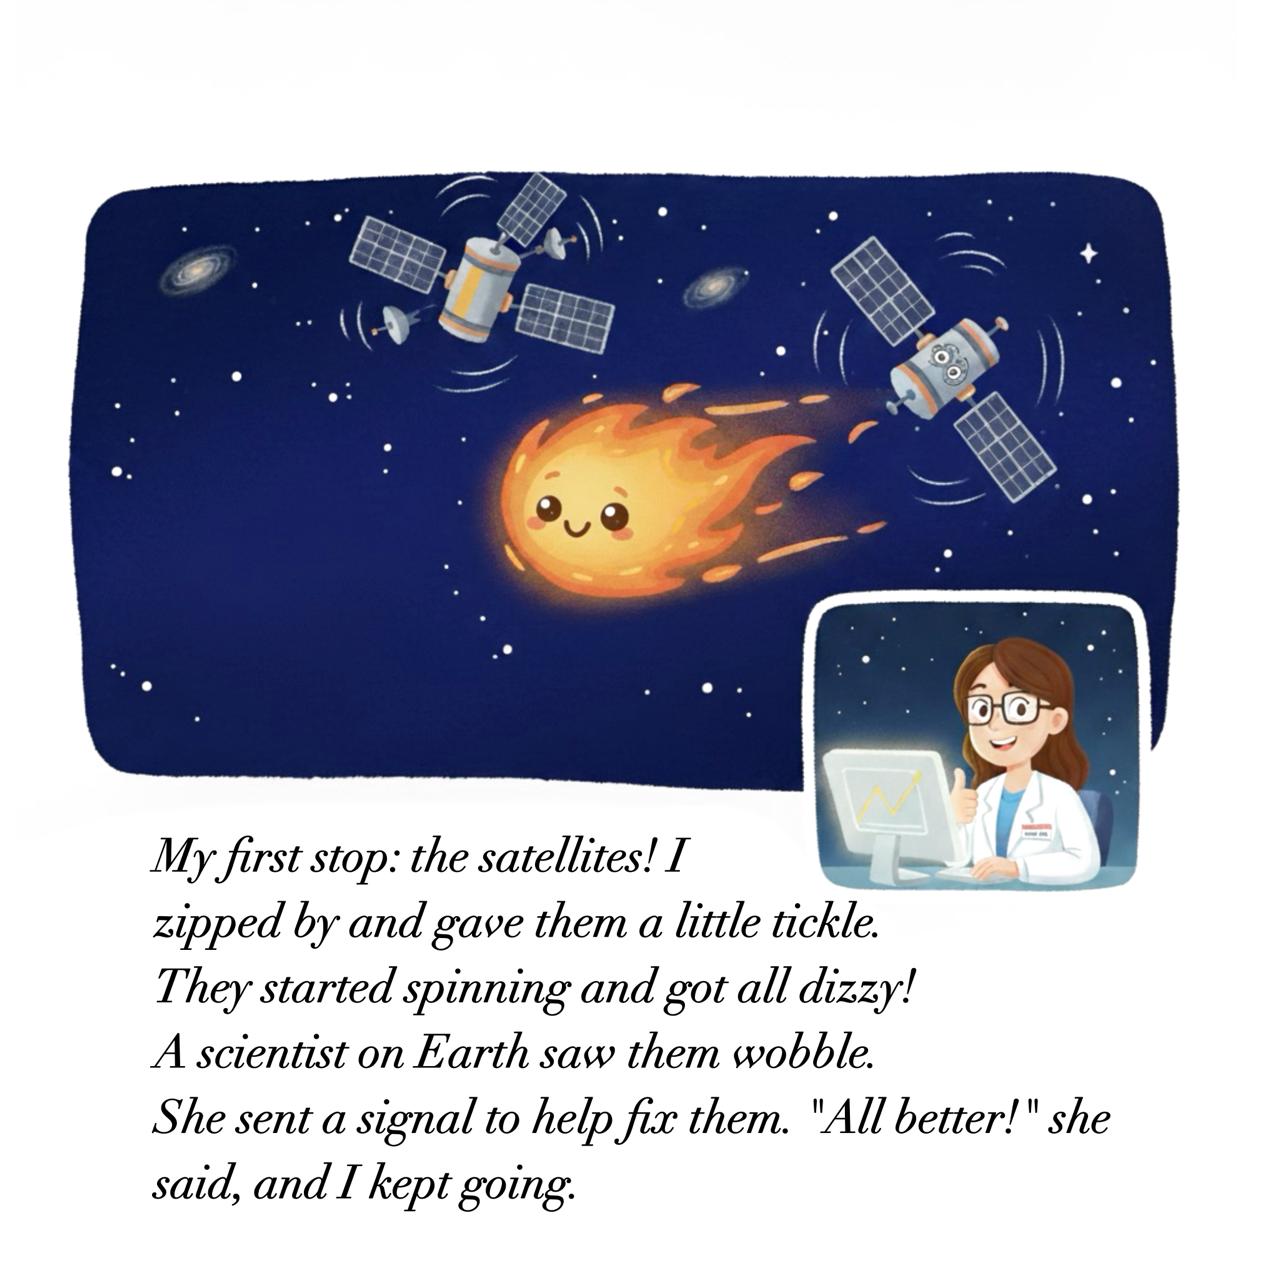 My first stop: the satellites! I
zipped by and gave them a little tickle.
They started spinning and got all dizzy!
A scientist on Earth saw them wobble.
She sent a signal to help fix them. "All better!" she
said, and I kept going.